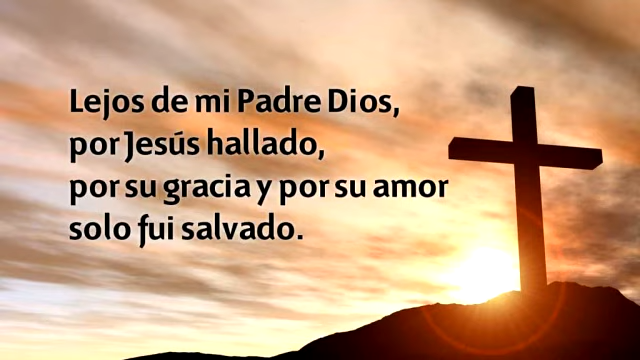 Lejos de mi Padre Dios,
por Jesús hallado,
por su gracia y por su amor
solo fui salvado.